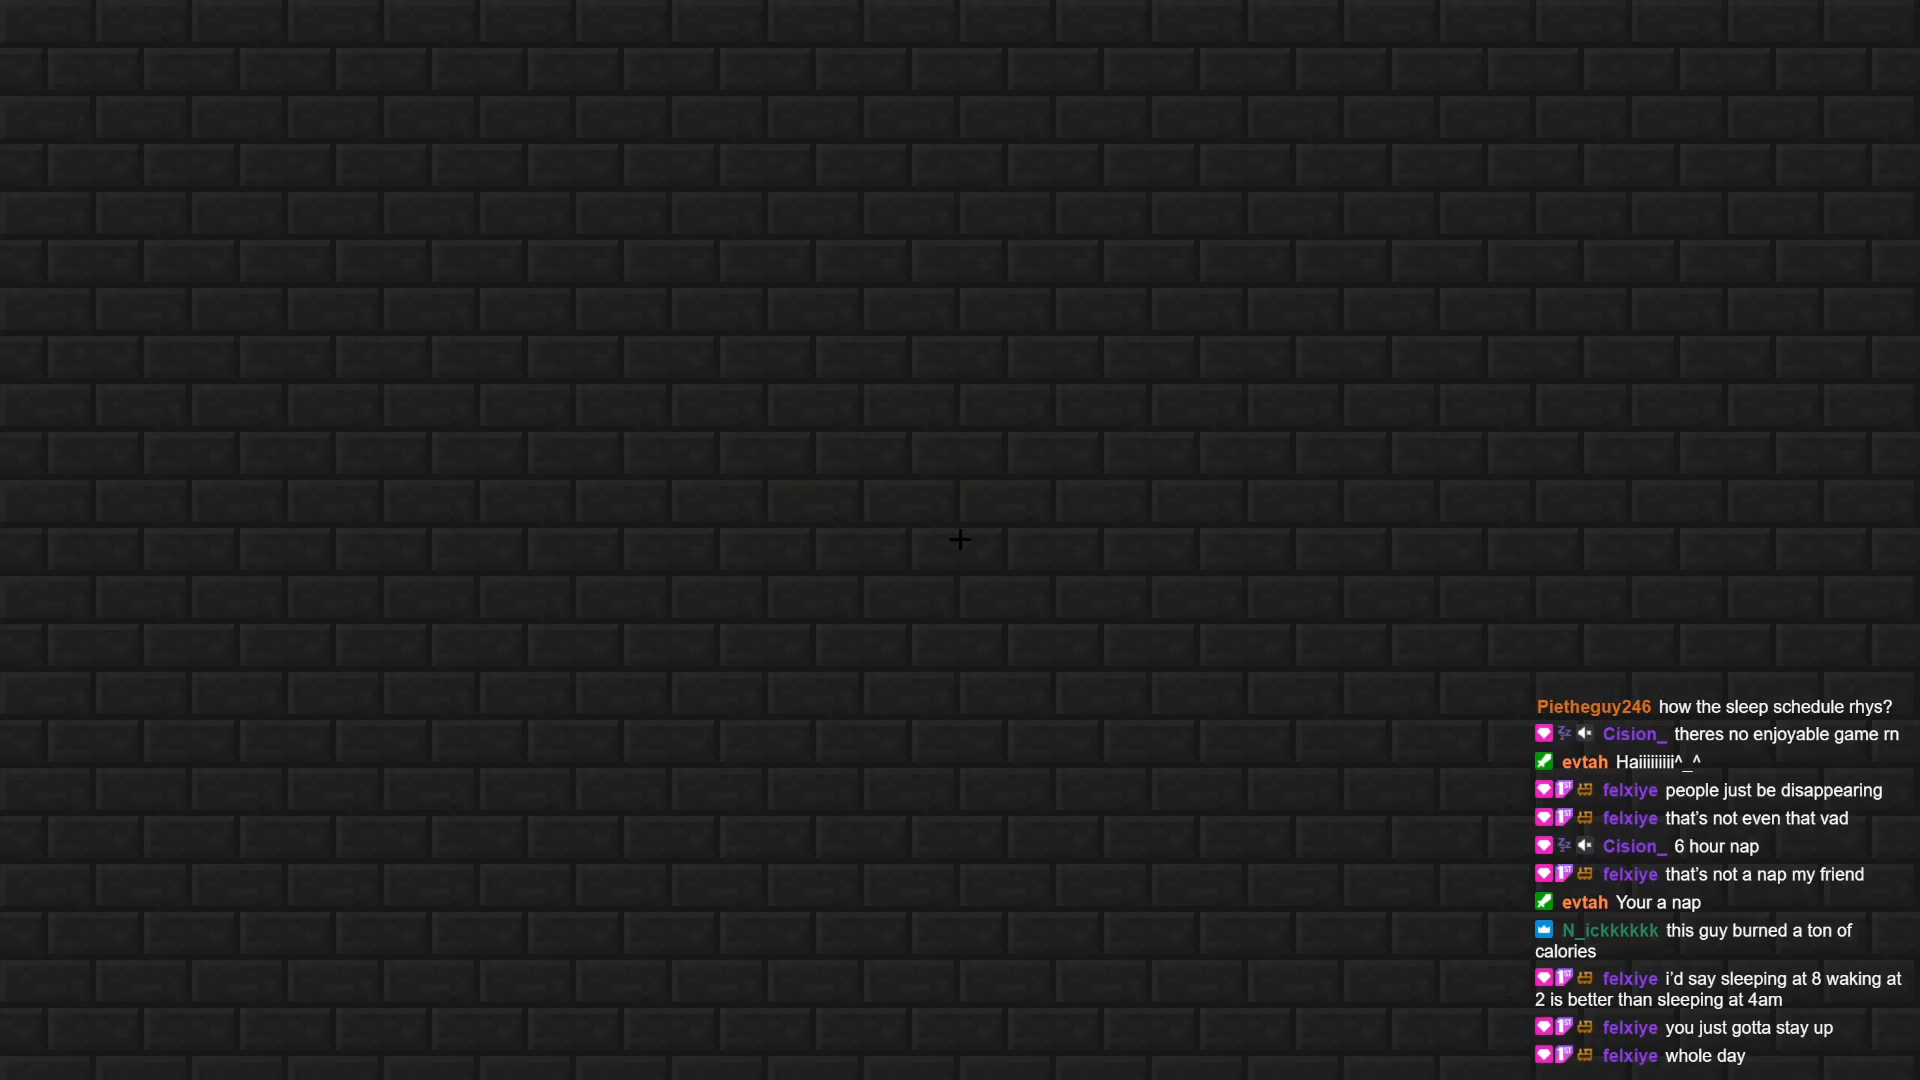 Pietheguy246 how the sleep schedule rhys?
Cision_ theres no enjoyable game rn
evtah Haiiiiiiiii^_^
felxiye people just be disappearing
felxiye that's not even that vad
Cision_ 6 hour nap
felxiye that's not a nap my friend
evtah Your a nap
N_ickkkkkk this guy burned a ton of
calories
felxiye i'd say sleeping at 8 waking at
2 is better than sleeping at 4am
felxiye you just gotta stay up
felxiye whole day